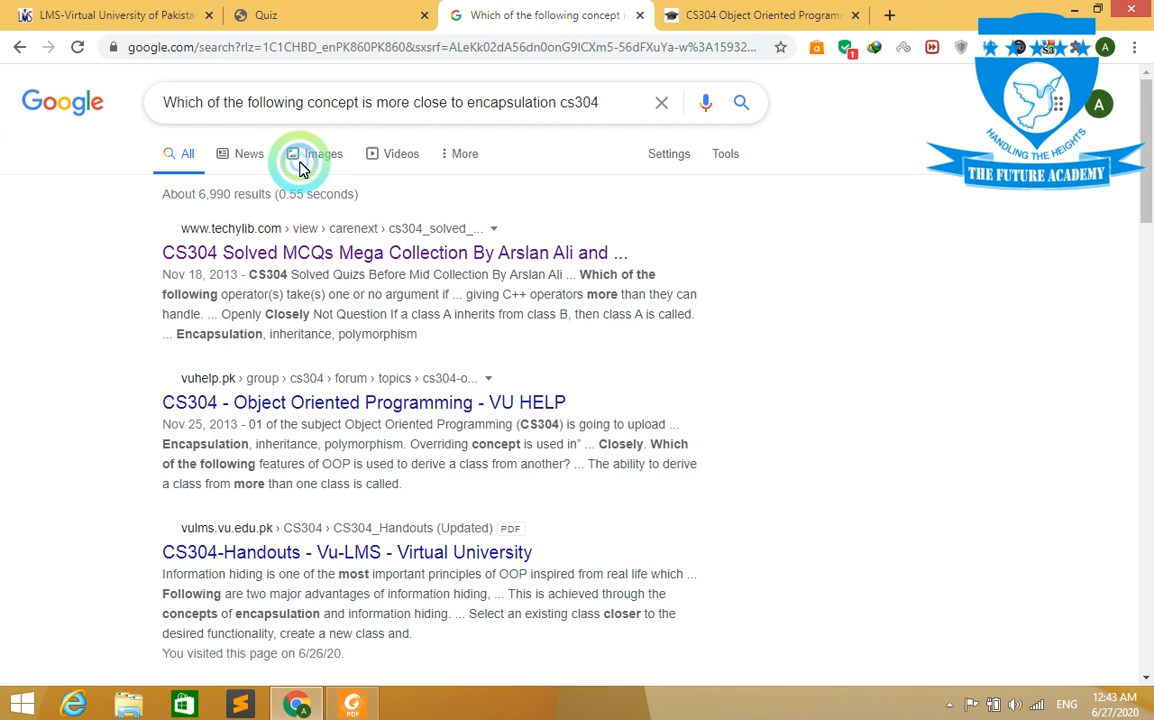 LMS-Virtual University of Pakista
Quiz
Which of the following concept i
CS304 Object Oriented Program
google.com/search?rlz=1C1CHBD_enPK860PK860&sxsrf=ALeKk02dA56dn0onG9lCXm5-56dFXuYa-w%3A15932...
1
A
Google
Which of the following concept is more close to encapsulation cs304
A
HANDLING THE HEIGHTS
THE FUTURE ACADEMY
All
News
Images
Videos
More
Settings
Tools
About 6,990 results (0.55 seconds)
www.techylib.com › view › carenext › cs304_solved_...
CS304 Solved MCQs Mega Collection By Arslan Ali and ...
Nov 18, 2013 - CS304 Solved Quizs Before Mid Collection By Arslan Ali ... Which of the
following operator(s) take(s) one or no argument if ... giving C++ operators more than they can
handle. ... Openly Closely Not Question If a class A inherits from class B, then class A is called.
... Encapsulation, inheritance, polymorphism
vuhelp.pk › group › cs304 › forum › topics › cs304-o...
CS304 - Object Oriented Programming - VU HELP
Nov 25, 2013 - 01 of the subject Object Oriented Programming (CS304) is going to upload ...
Encapsulation, inheritance, polymorphism. Overriding concept is used in” ... Closely. Which
of the following features of OOP is used to derive a class from another? ... The ability to derive
a class from more than one class is called.
vulms.vu.edu.pk › CS304 › CS304_Handouts (Updated) PDF
CS304-Handouts - Vu-LMS - Virtual University
Information hiding is one of the most important principles of OOP inspired from real life which ...
Following are two major advantages of information hiding, ... This is achieved through the
concepts of encapsulation and information hiding. ... Select an existing class closer to the
desired functionality, create a new class and.
You visited this page on 6/26/20.
PDF
ENG
12:43 AM
6/27/2020